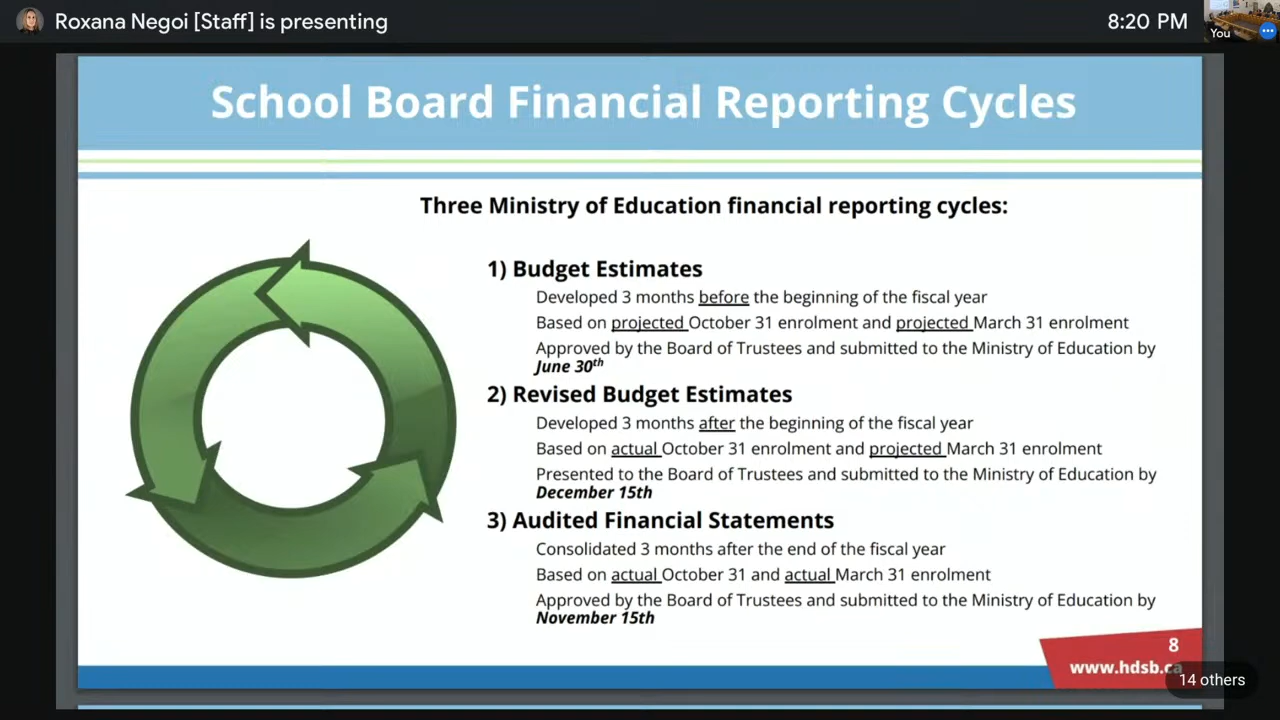 Roxana Negoi [Staff] is presenting
8:20 PM
You
School Board Financial Reporting Cycles
Three Ministry of Education financial reporting cycles:
1) Budget Estimates
Developed 3 months before the beginning of the fiscal year
Based on projected October 31 enrolment and projected March 31 enrolment
Approved by the Board of Trustees and submitted to the Ministry of Education by
June 30th
2) Revised Budget Estimates
Developed 3 months after the beginning of the fiscal year
Based on actual October 31 enrolment and projected March 31 enrolment
Presented to the Board of Trustees and submitted to the Ministry of Education by
December 15th
3) Audited Financial Statements
Consolidated 3 months after the end of the fiscal year
Based on actual October 31 and actual March 31 enrolment
Approved by the Board of Trustees and submitted to the Ministry of Education by
November 15th
8
www.hdsb.ca
14 others